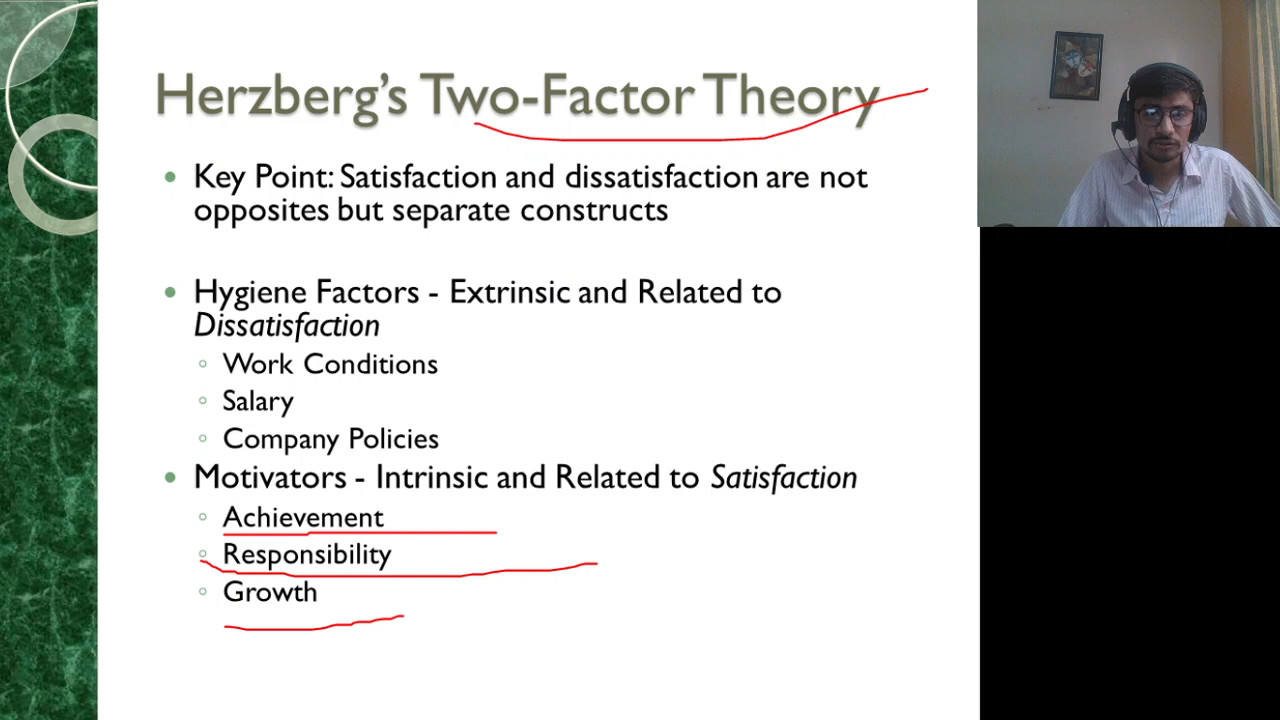 Herzberg's Two-Factor Theory
• Key Point: Satisfaction and dissatisfaction are not
opposites but separate constructs
• Hygiene Factors - Extrinsic and Related to
Dissatisfaction
◦ Work Conditions
◦ Salary
◦ Company Policies
• Motivators - Intrinsic and Related to Satisfaction
◦ Achievement
◦ Responsibility
◦ Growth